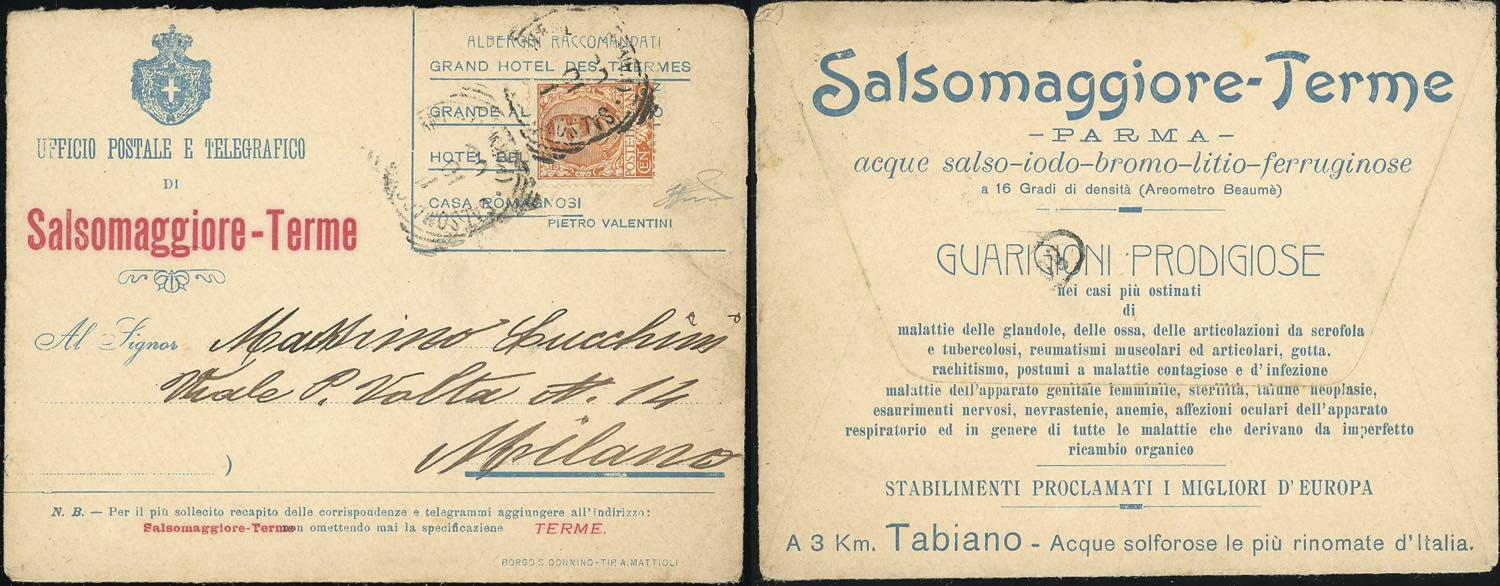 UFFICIO POSTALE E TELEGRAFICO
DI
Salsomaggiore-Terme
ALBERGHI RACCOMANDATI
GRAND HOTEL DES THERMES
GRANDE AL
HOTEL
CASA ROMAGNOSI
PIETRO VALENTINI
POSTE
CEN. 20
Al Signor Massimo Lucchini
Viale P. Volta N. 14
Milano
)
N. B. — Per il più sollecito recapito delle corrispondenze e telegrammi aggiungere all'indirizzo:
Salsomaggiore-Terme non omettendo mai la specificazione TERME.
BORGO S. DONNINO-TIP. A. MATTIOLI
Salsomaggiore-Terme
-PARMA-
acque salso-iodo-bromo-litio-ferruginose
a 16 Gradi di densità (Areometro Beaumè)
GUARIGIONI PRODIGIOSE
nei casi più ostinati
di
malattie delle glandole, delle ossa, delle articolazioni da scrofola
e tubercolosi, reumatismi muscolari ed articolari, gotta,
rachitismo, postumi a malattie contagiose e d'infezione
malattie dell'apparato genitale femminile, sterilità, talune neoplasie,
esaurimenti nervosi, nevrastenie, anemie, affezioni oculari dell'apparato
respiratorio ed in genere di tutte le malattie che derivano da imperfetto
ricambio organico
STABILIMENTI PROCLAMATI I MIGLIORI D'EUROPA
A 3 Km. Tabiano - Acque solforose le più rinomate d'Italia.